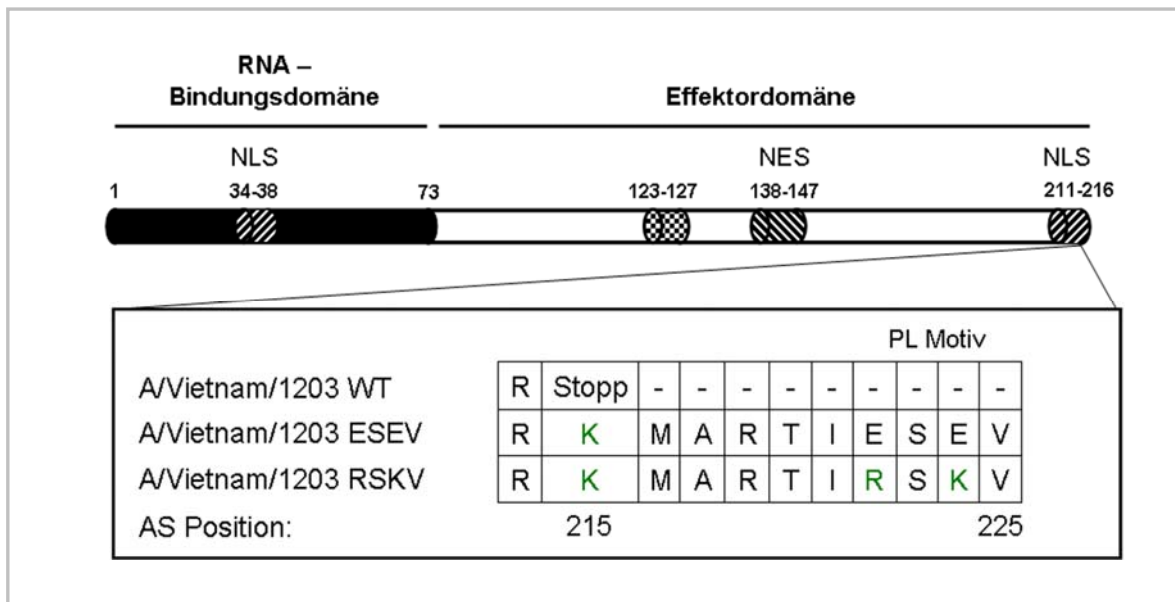 RNA –
Bindungsdomäne
Effektordomäne
NLS NES NLS
1 34-38 73 123-127 138-147 211-216
PL Motiv
A/Vietnam/1203 WT R Stopp - - - - - - - - -
A/Vietnam/1203 ESEV R K M A R T I E S E V
A/Vietnam/1203 RSKV R K M A R T I R S K V
AS Position: 215 225